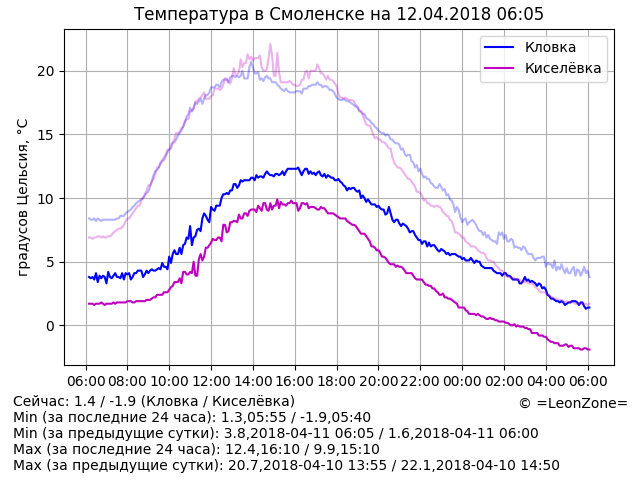 Температура в Смоленске на 12.04.2018 06:05
Кловка
Киселёвка
градусов Цельсия, °C
20
15
10
5
0
06:00 08:00 10:00 12:00 14:00 16:00 18:00 20:00 22:00 00:00 02:00 04:00 06:00
Сейчас: 1.4 / -1.9 (Кловка / Киселёвка)
© =LeonZone=
Min (за последние 24 часа): 1.3,05:55 / -1.9,05:40
Min (за предыдущие сутки): 3.8,2018-04-11 06:05 / 1.6,2018-04-11 06:00
Max (за последние 24 часа): 12.4,16:10 / 9.9,15:10
Max (за предыдущие сутки): 20.7,2018-04-10 13:55 / 22.1,2018-04-10 14:50